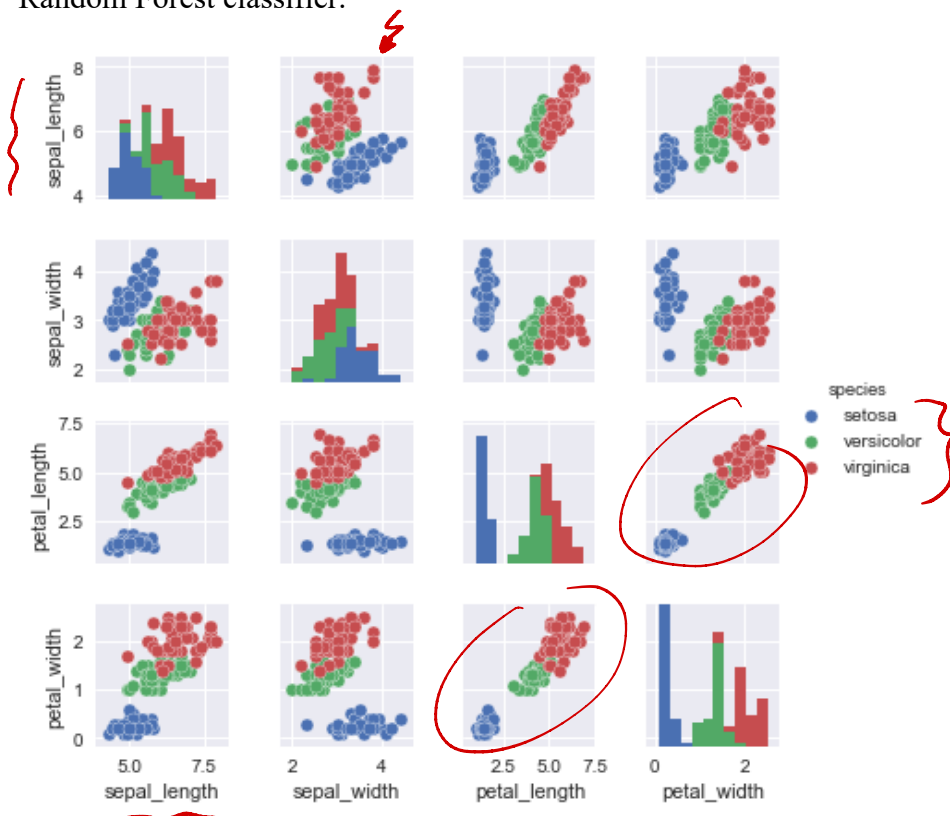 Random Forest classifier.
8
6
4
sepal_length
4
3
2
sepal_width
species
setosa
versicolor
virginica
7.5
5.0
2.5
petal_length
2
1
0
petal_width
5.0 7.5
2 4
2.5 5.0 7.5
0 2
sepal_length
sepal_width
petal_length
petal_width